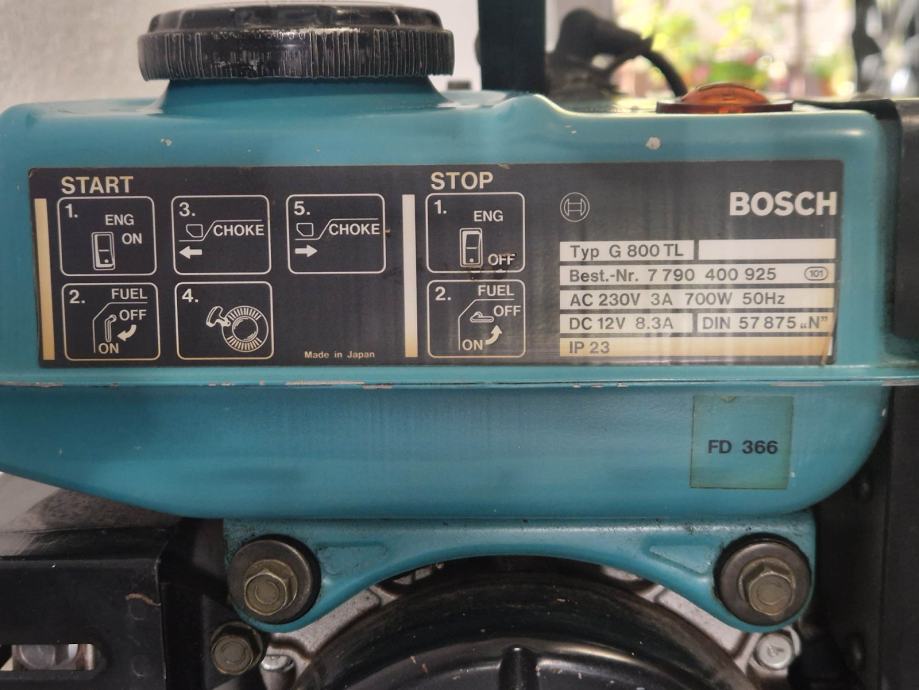 START
1.
ENG
ON
3.
CHOKE
5.
CHOKE
2.
FUEL
OFF
ON
4.
Made in Japan
STOP
1.
ENG
OFF
2.
FUEL
OFF
ON
BOSCH
Typ G 800 TL
Best.-Nr. 7 790 400 925 101
AC 230V 3A 700W 50Hz
DC 12V 8.3A DIN 57 875 „N”
IP 23
FD 366